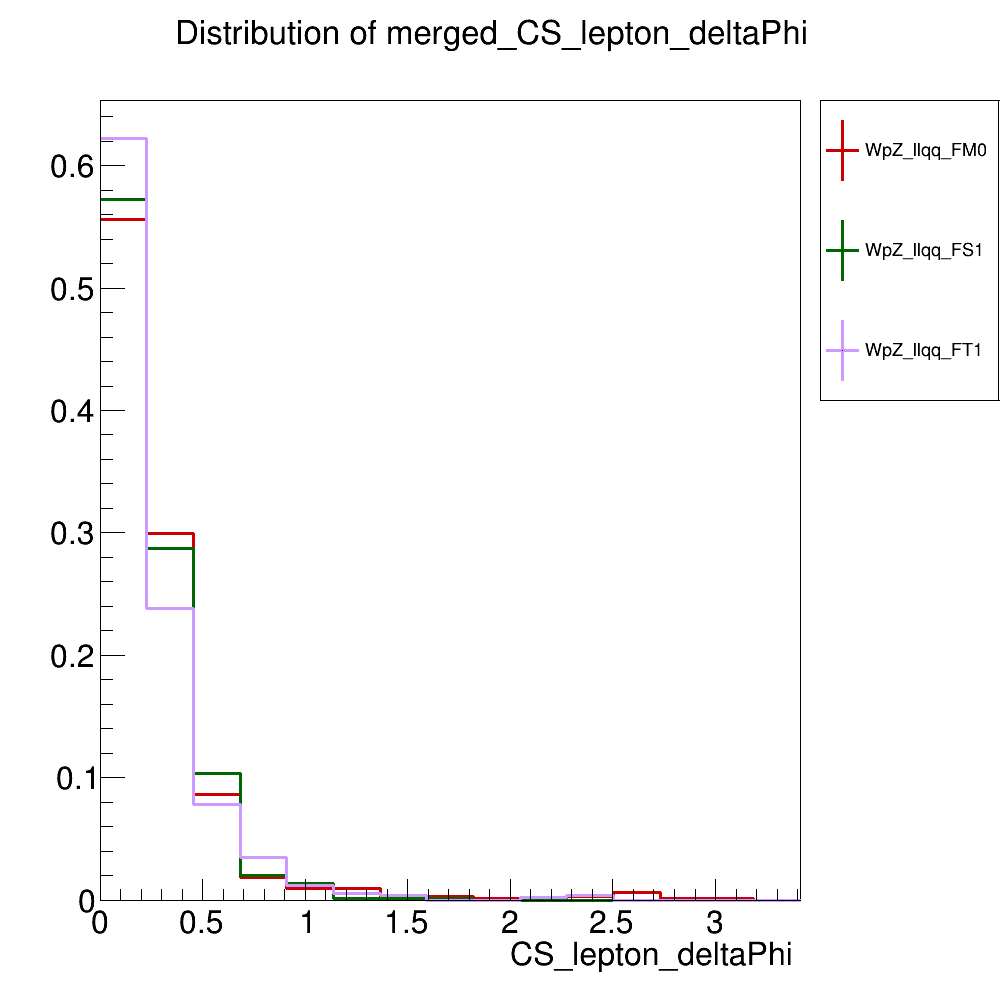 Distribution of merged_CS_lepton_deltaPhi
WpZ_llqq_FM0
WpZ_llqq_FS1
WpZ_llqq_FT1
0.6
0.5
0.4
0.3
0.2
0.1
0
0 0.5 1 1.5 2 2.5 3
CS_lepton_deltaPhi